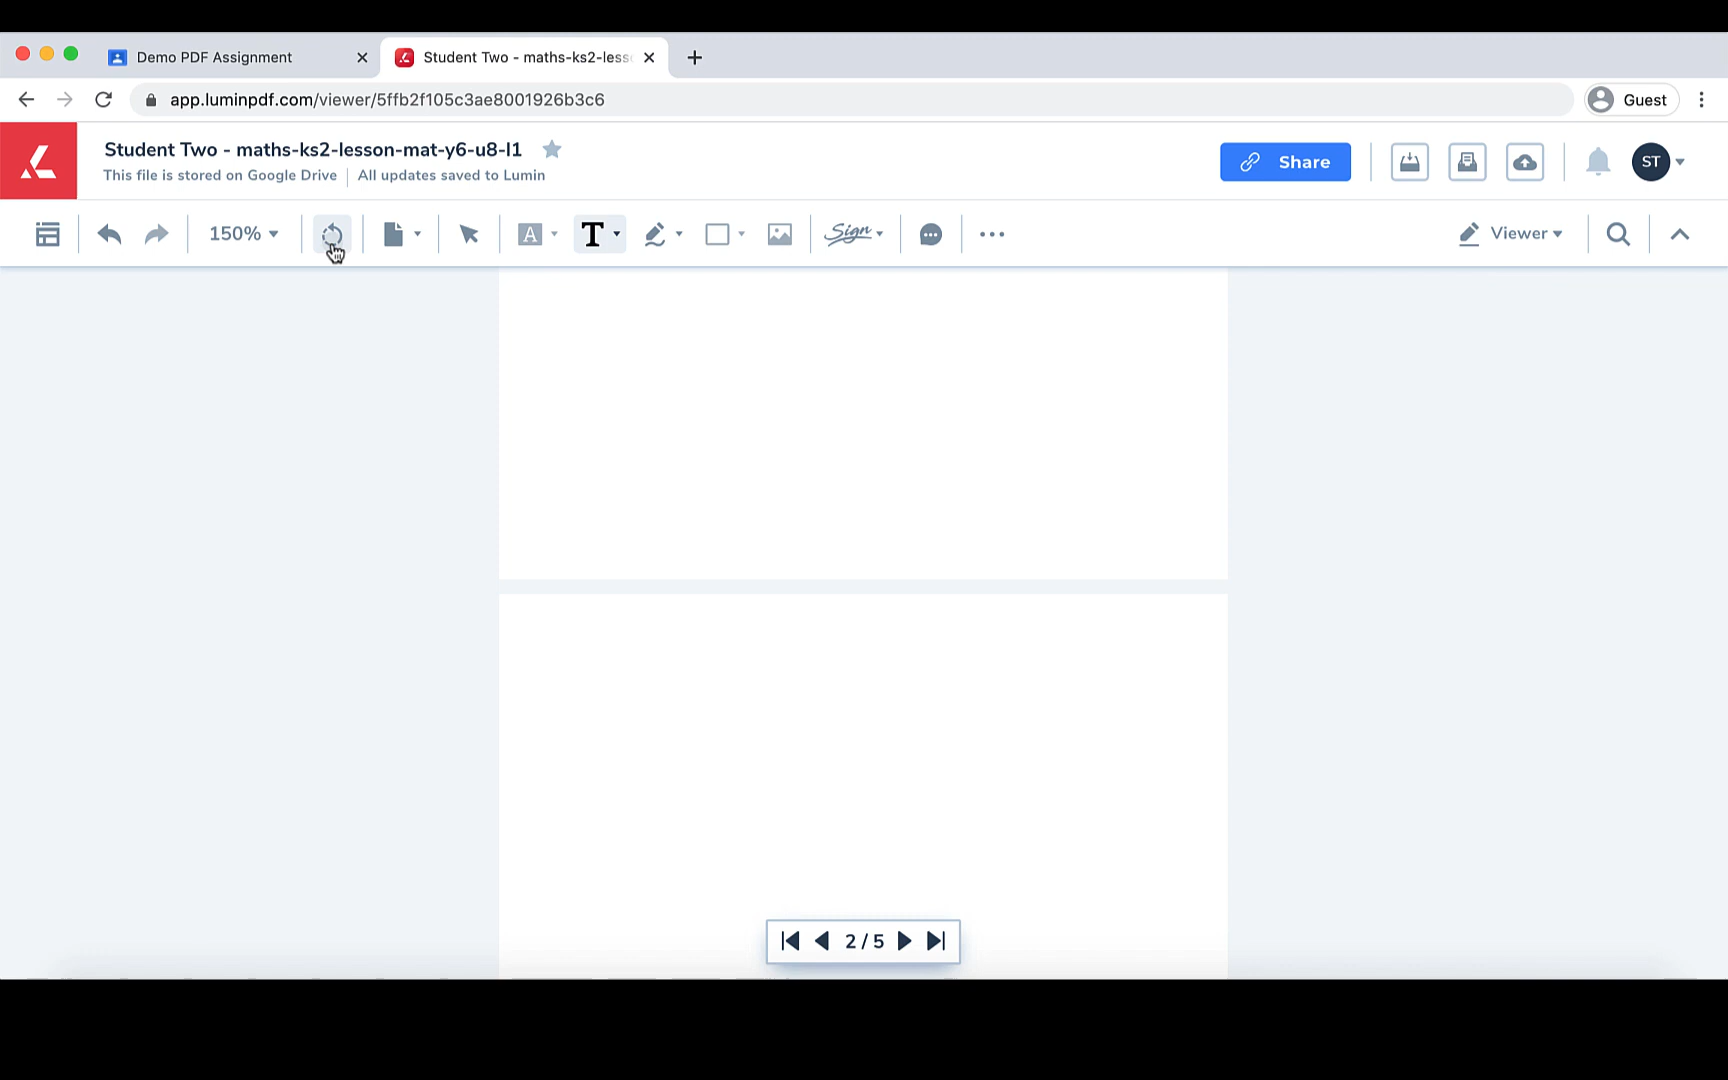 Demo PDF Assignment
Student Two - maths-ks2-less
app.luminpdf.com/viewer/5ffb2f105c3ae8001926b3c6
Guest
Student Two - maths-ks2-lesson-mat-y6-u8-l1
This file is stored on Google Drive
All updates saved to Lumin
Share
ST
150%
A
T
Sign
Viewer
2 / 5